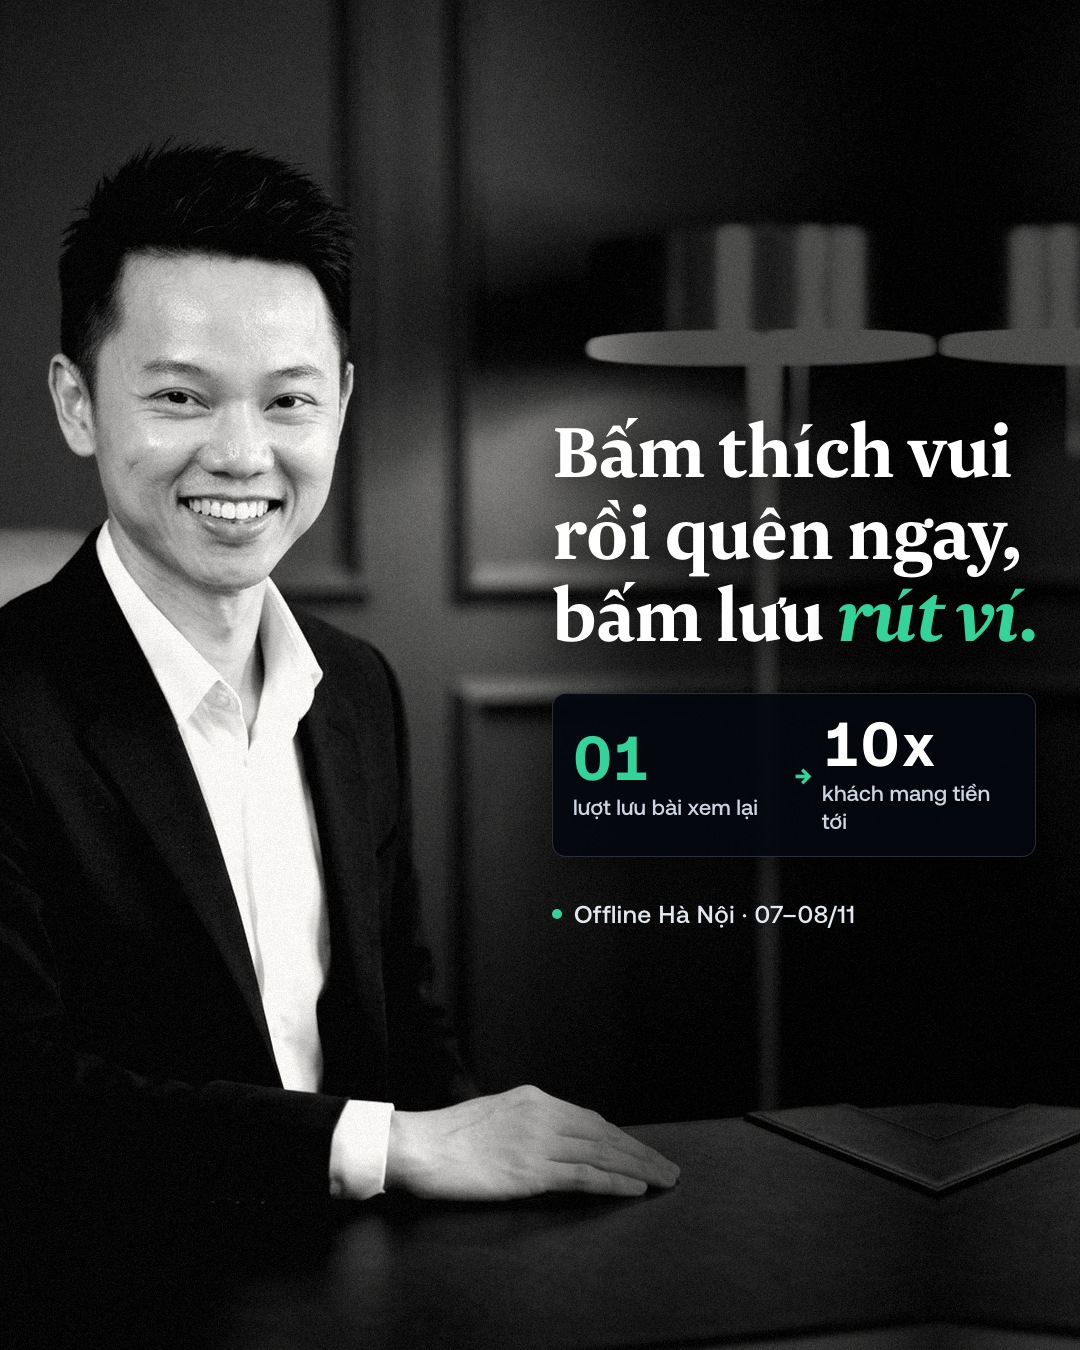 Bấm thích vui
rồi quên ngay,
bấm lưu rút ví.
01
lượt lưu bài xem lại
→
10x
khách mang tiền
tới
Offline Hà Nội · 07–08/11